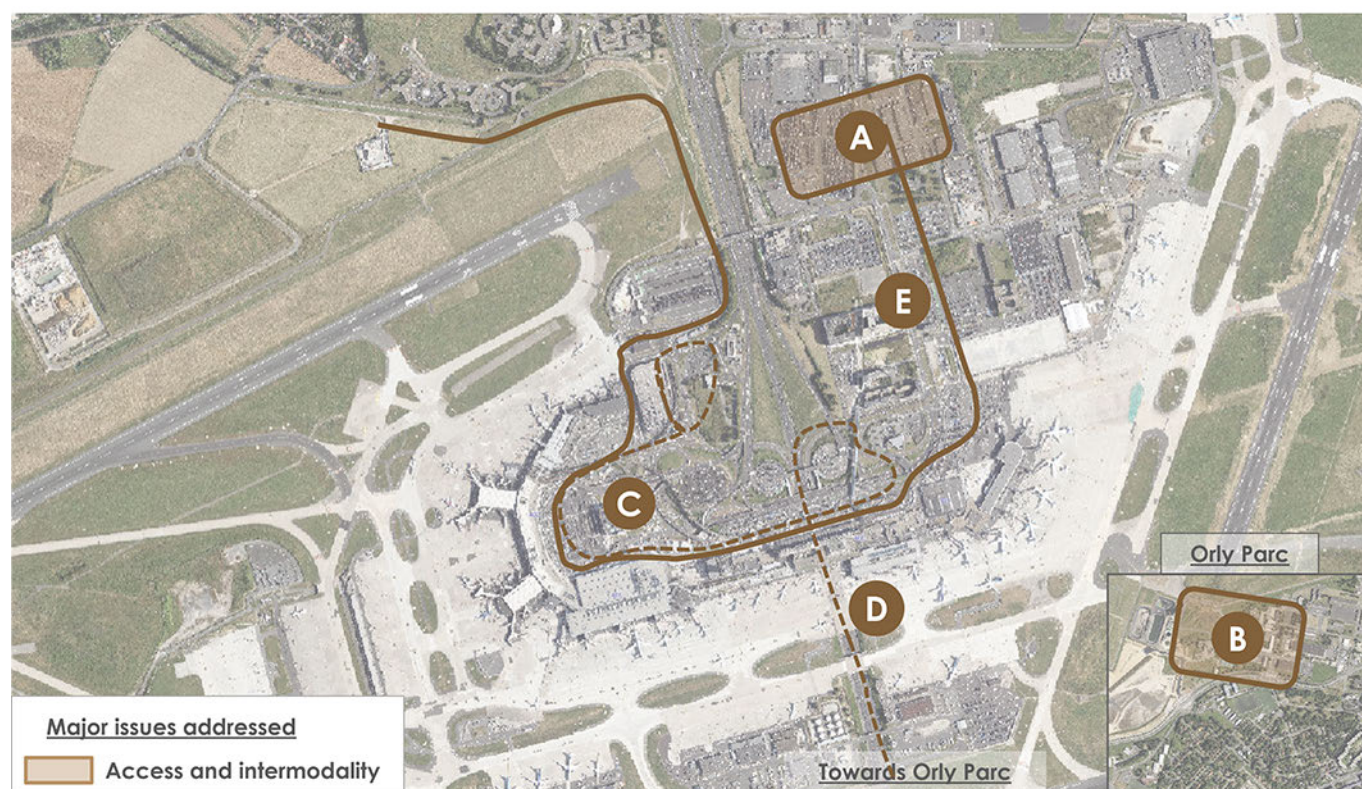 A
E
C
D
Orly Parc
B
Major issues addressed
Access and intermodality
Towards Orly Parc